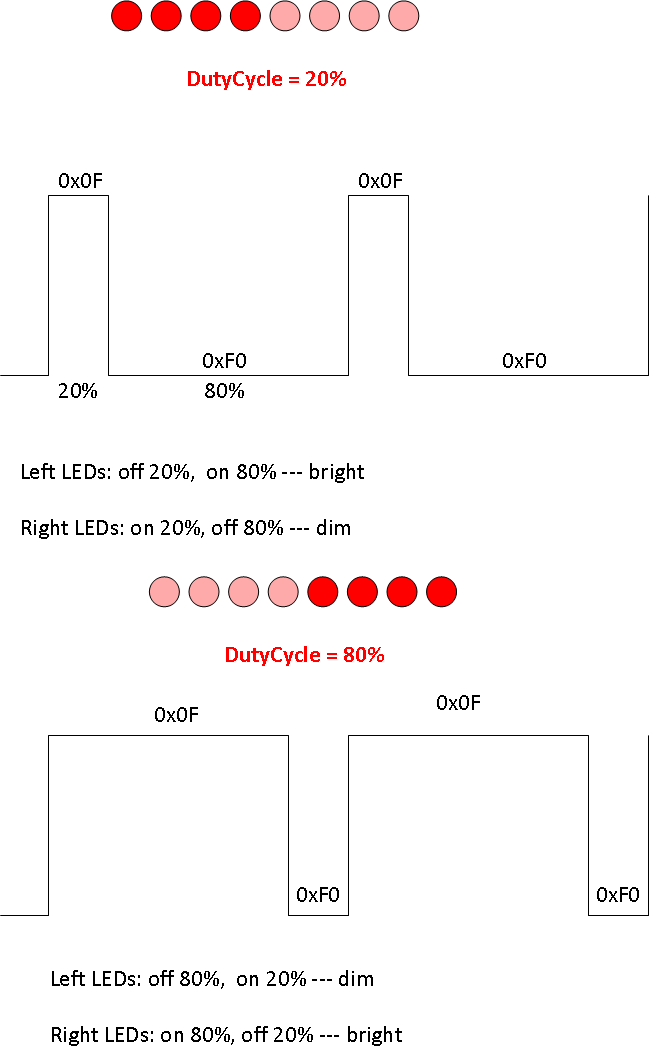 DutyCycle = 20%
0x0F
0x0F
0xF0
0xF0
20%
80%
Left LEDs: off 20%,  on 80% --- bright
Right LEDs: on 20%, off 80% --- dim
DutyCycle = 80%
0x0F
0x0F
0xF0
0xF0
Left LEDs: off 80%,  on 20% --- dim
Right LEDs: on 80%, off 20% --- bright